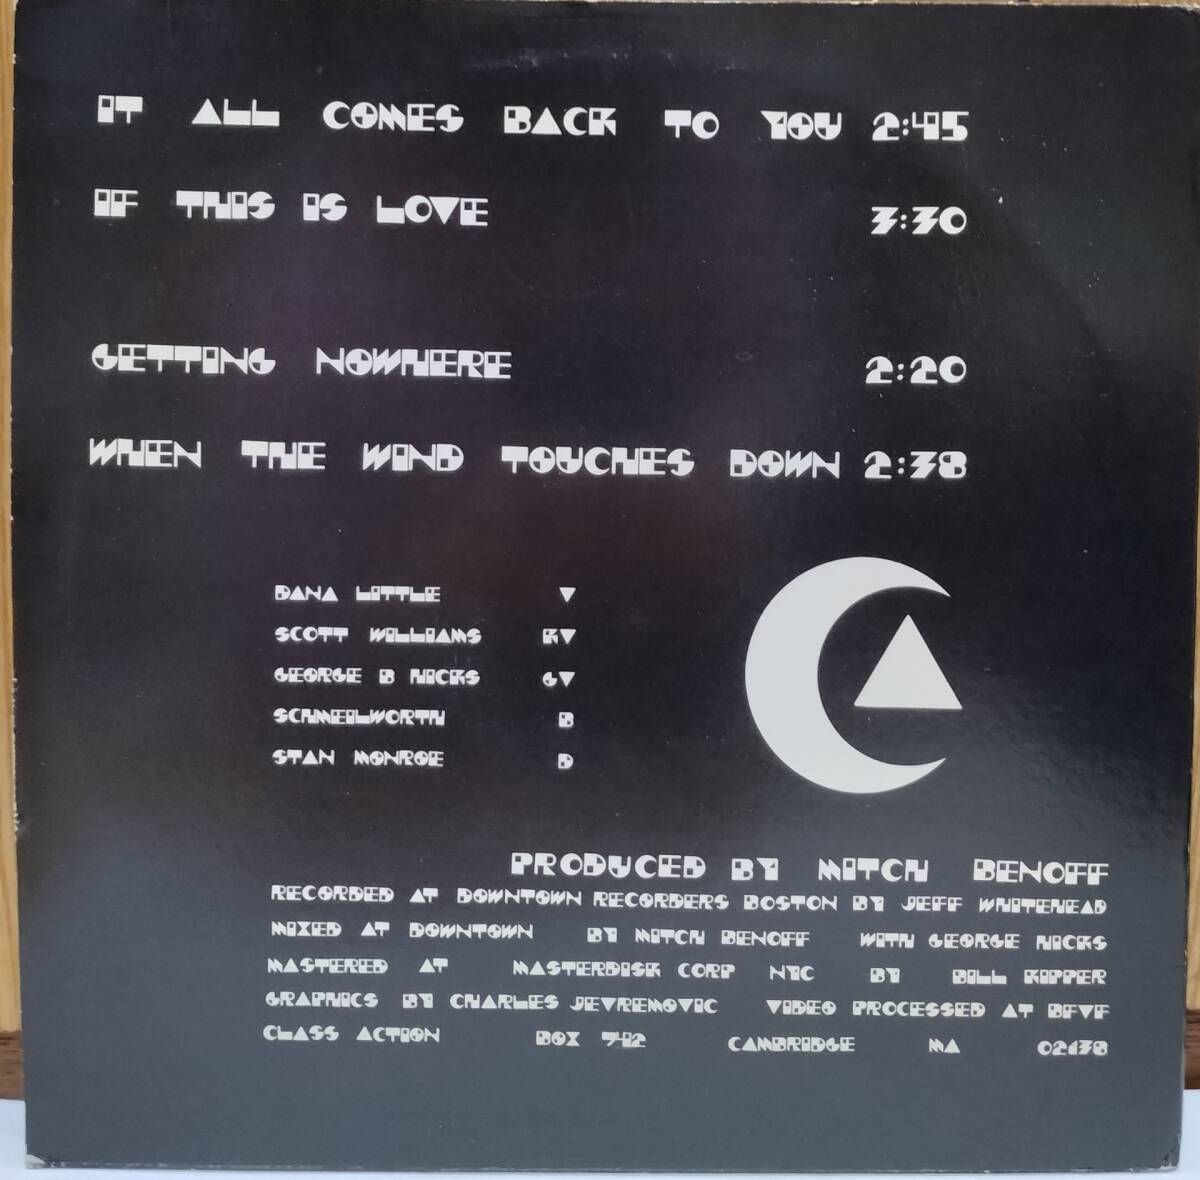 IT ALL COMES BACK TO YOU 2:45
IF THIS IS LOVE 3:30
GETTING NOWHERE 2:20
WHEN THE WIND TOUCHES DOWN 2:38
DANA LITTLE V
SCOTT WILLIAMS KV
GEORGE B HICKS GV
SCHMEILWORTH B
STAN MONROE D
PRODUCED BY MITCH BENOFF
RECORDED AT DOWNTOWN RECORDERS BOSTON BY JEFF WHITEHEAD
MIXED AT DOWNTOWN BY MITCH BENOFF WITH GEORGE HICKS
MASTERED AT MASTERDISK CORP NYC BY BILL KIPPER
GRAPHICS BY CHARLES JEVREMOVIC VIDEO PROCESSED AT BFVF
CLASS ACTION BOX 742 CAMBRIDGE MA 02138